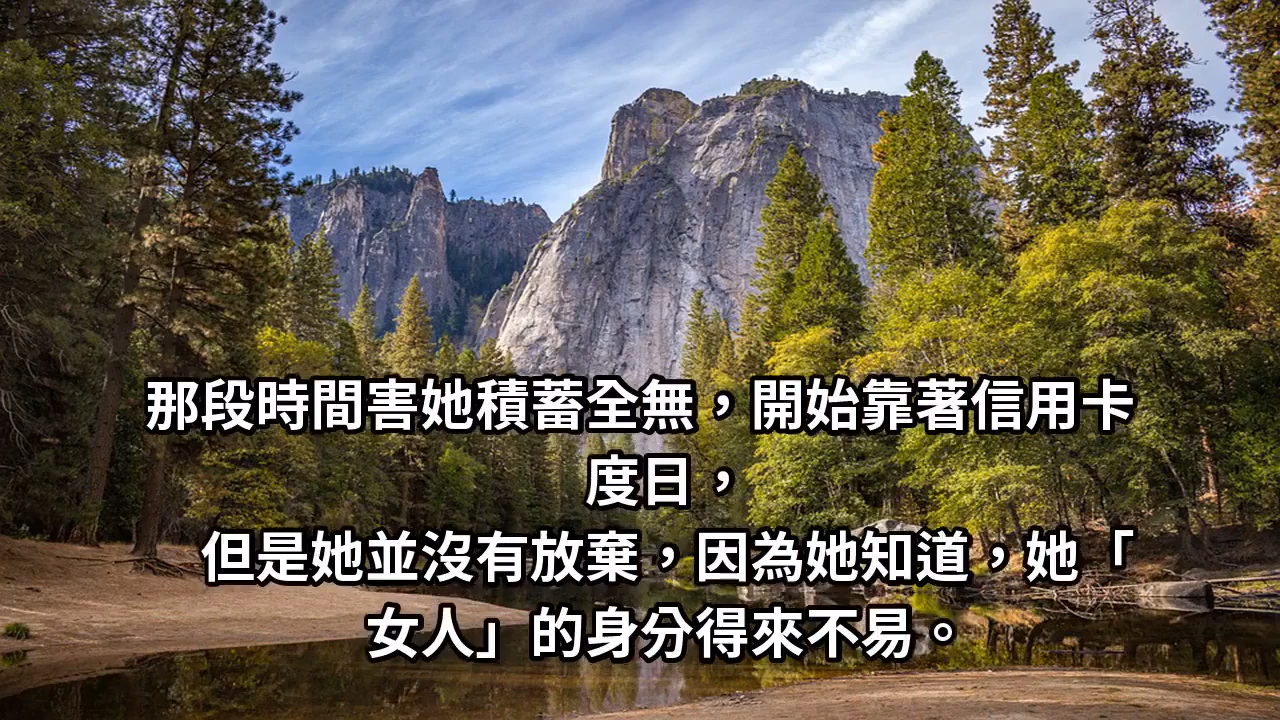 那段時間害她積蓄全無，開始靠著信用卡
度日，
但是她並沒有放棄，因為她知道，她「
女人」的身分得來不易。